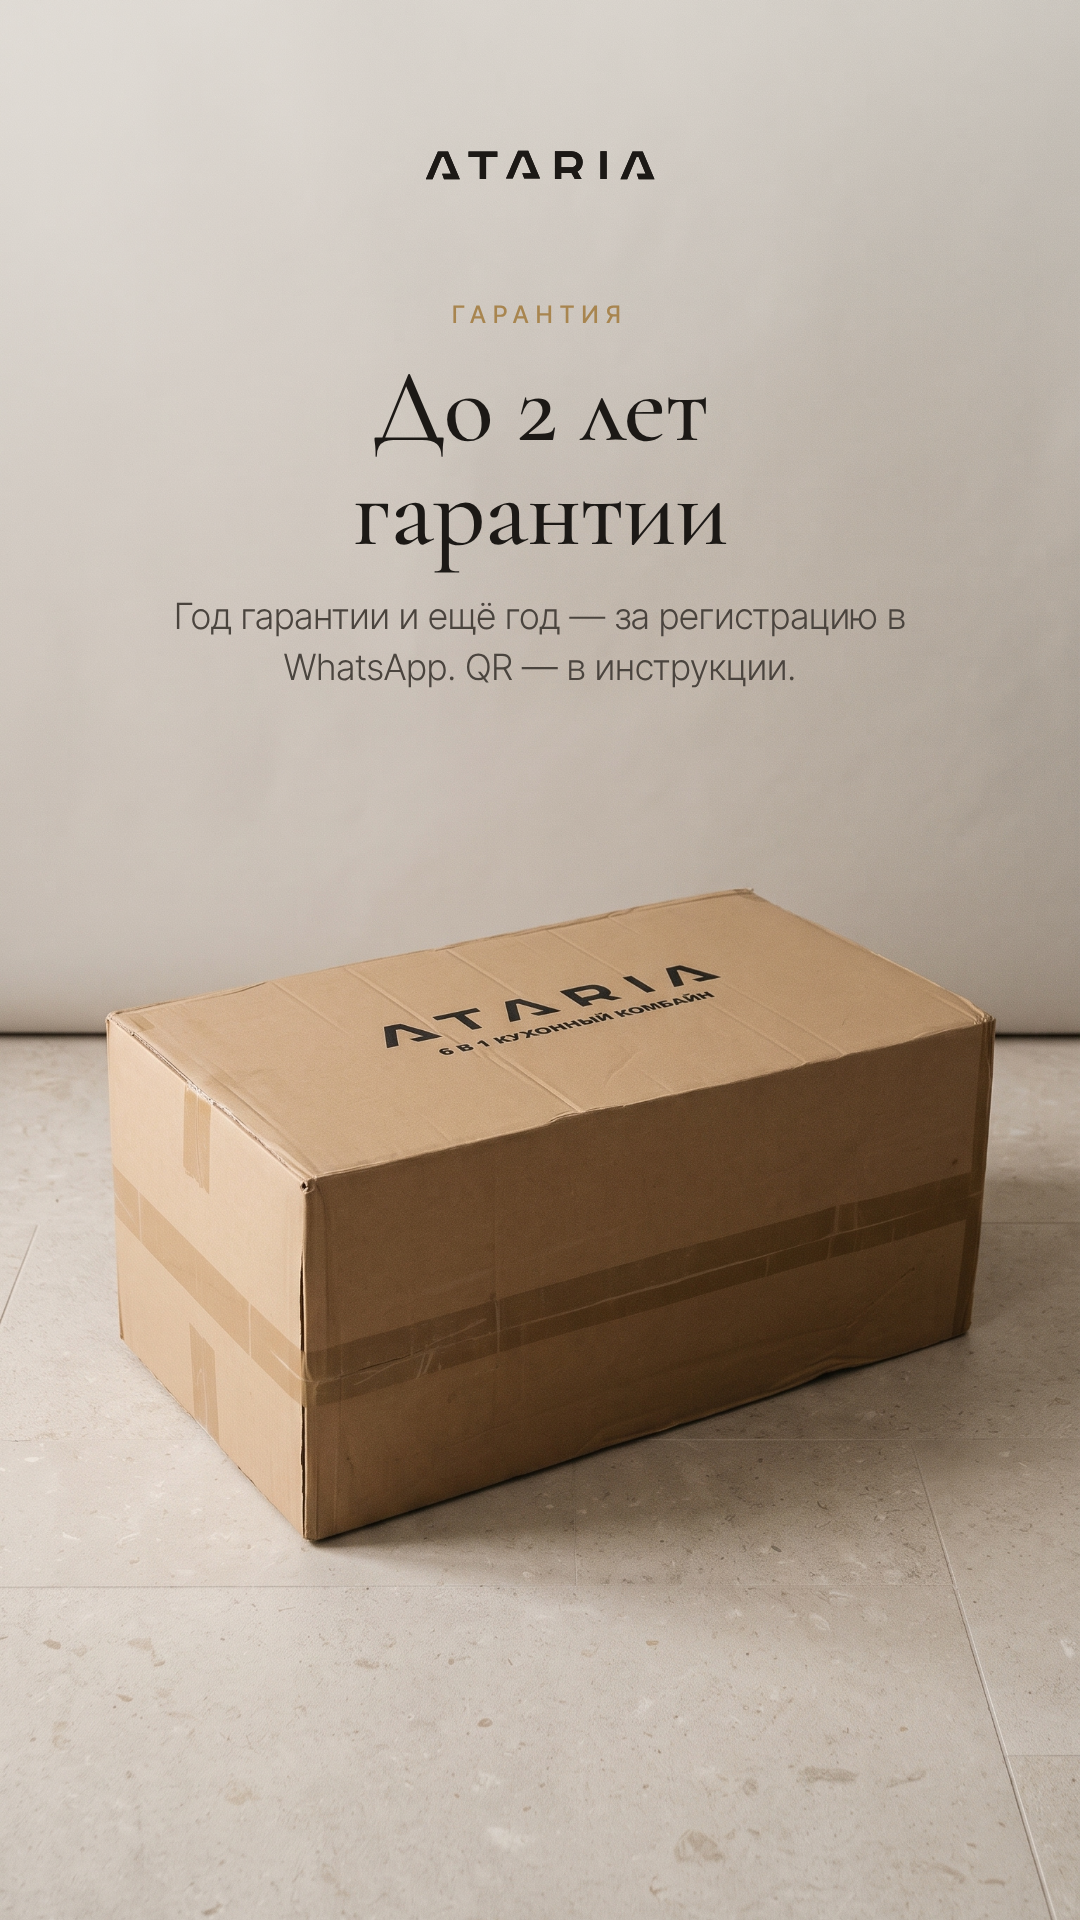 ATARIA
ГАРАНТИЯ
До 2 лет
гарантии
Год гарантии и ещё год — за регистрацию в
WhatsApp. QR — в инструкции.
ATARIA
6 В 1 КУХОННЫЙ КОМБАЙН